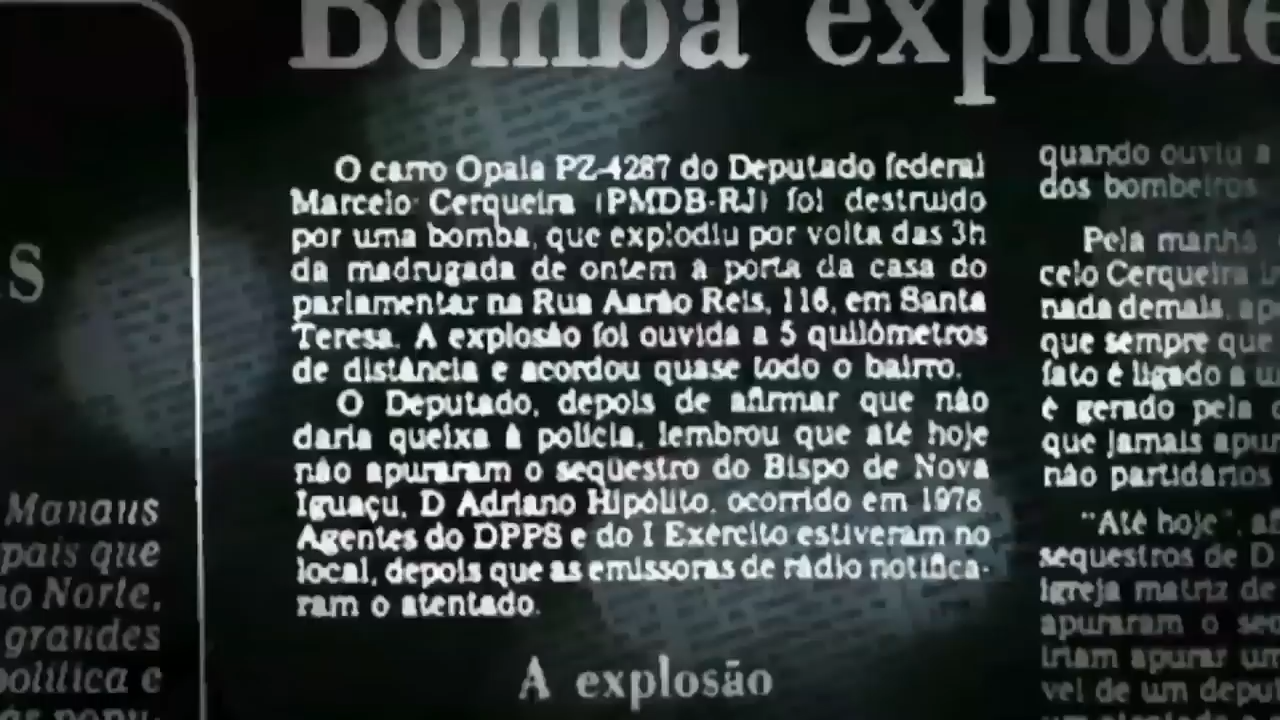 Bomba explode
O carro Opala PZ-4287 do Deputado federal
Marcelo Cerqueira (PMDB-RJ) foi destruido
por uma bomba, que explodiu por volta das 3h
da madrugada de ontem à porta da casa do
parlamentar na Rua Aarão Reis, 116, em Santa
Teresa. A explosão foi ouvida a 5 quilômetros
de distância e acordou quase todo o bairro.
O Deputado, depois de afirmar que não
daria queixa à polícia, lembrou que até hoje
não apuraram o seqüestro do Bispo de Nova
Iguaçu, D Adriano Hipólito, ocorrido em 1976.
Agentes do DPPS e do I Exército estiveram no
local, depois que as emissoras de rádio notifica-
ram o atentado.
A explosão
quando ouviu a
dos bombeiros
Pela manhã
celo Cerqueira
nada demais,
que sempre que
fato é ligado a
é gerado pela
que jamais
não partidários
"Até hoje",
sequestros de D
Igreja matriz de
apuraram o
iriam apurar um
vel de um
Manaus
país que
no Norte,
grandes
política e